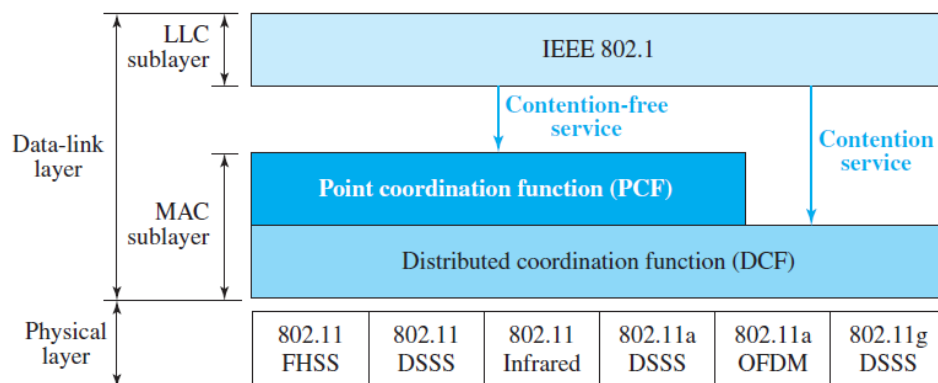 LLC
sublayer
IEEE 802.1
Contention-free
service
Contention
service
Data-link
layer
Point coordination function (PCF)
MAC
sublayer
Distributed coordination function (DCF)
Physical
layer
802.11
FHSS
802.11
DSSS
802.11
Infrared
802.11a
DSSS
802.11a
OFDM
802.11g
DSSS